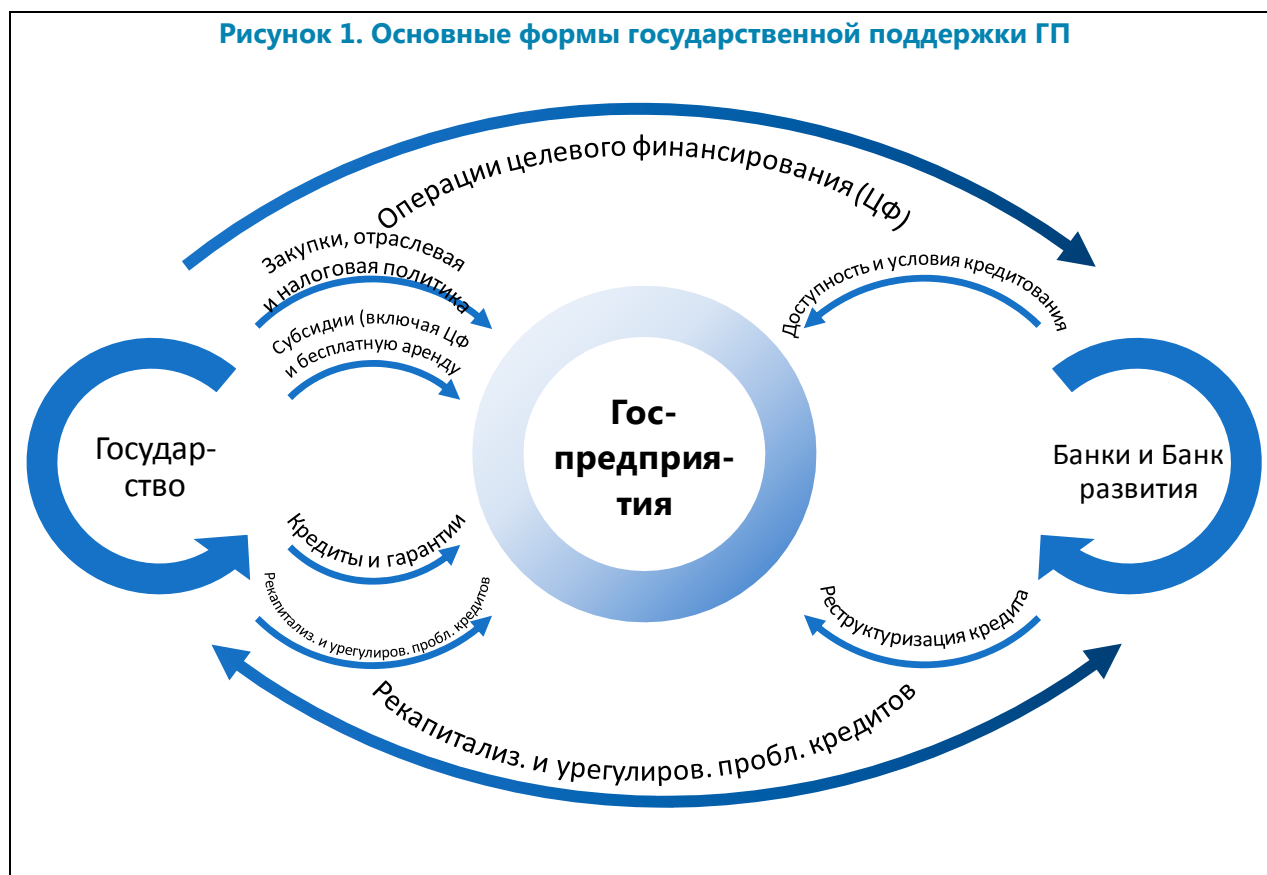 Рисунок 1. Основные формы государственной поддержки ГП
Операции целевого финансирования (ЦФ)
Закупки, отраслевая
и налоговая политика
Субсидии (включая ЦФ
и бесплатную аренду
Доступность и условия кредитования
Государ-
ство
Гос-
предприя-
тия
Банки и Банк
развития
Кредиты и гарантии
Рекапитализ. и урегулиров. пробл. кредитов
Реструктуризация кредита
Рекапитализ. и урегулиров. пробл. кредитов